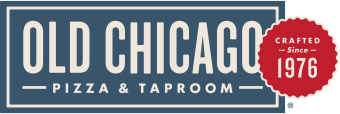 OLD CHICAGO
PIZZA & TAPROOM
CRAFTED
Since
1976
®